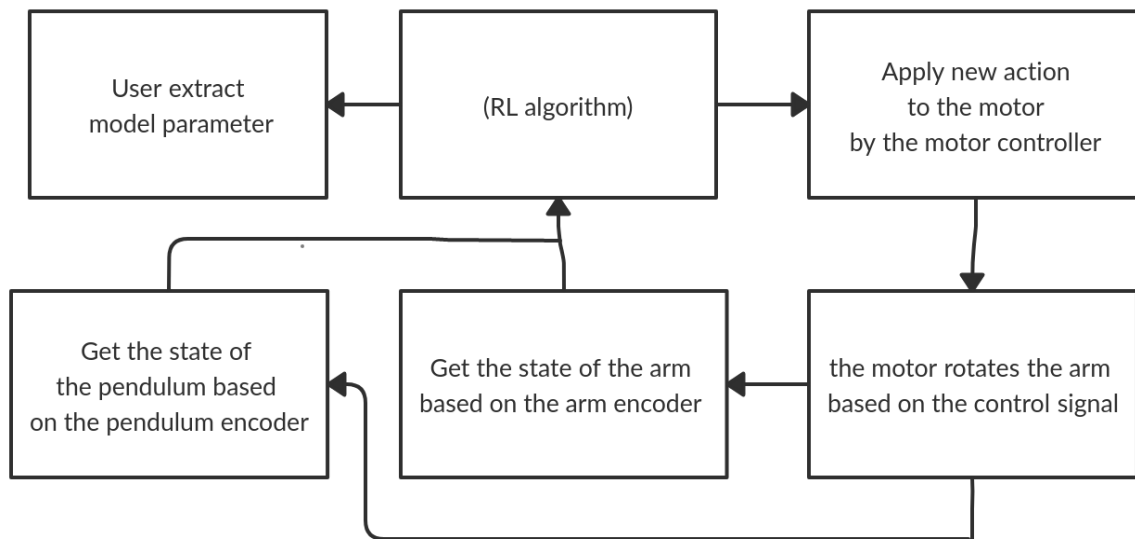 User extract
model parameter
(RL algorithm)
Apply new action
to the motor
by the motor controller
Get the state of
the pendulum based
on the pendulum encoder
Get the state of the arm
based on the arm encoder
the motor rotates the arm
based on the control signal